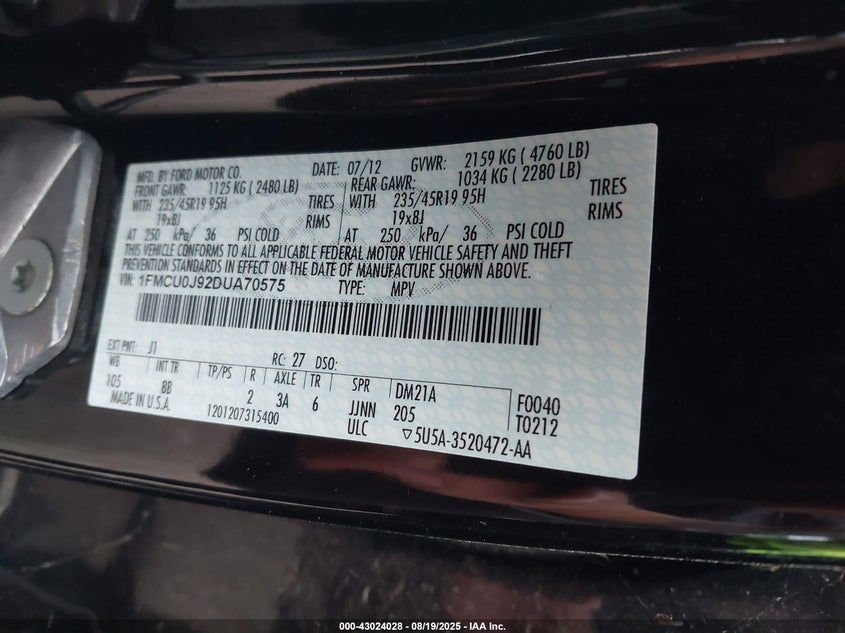 MFD. BY FORD MOTOR CO. DATE: 07/12 GVWR: 2159 KG ( 4760 LB)
FRONT GAWR: 1125 KG ( 2480 LB) REAR GAWR: 1034 KG ( 2280 LB)
WITH 235/45R19 95H TIRES WITH 235/45R19 95H TIRES
19x8J RIMS 19x8J RIMS
AT 250 kPa/ 36 PSI COLD AT 250 kPa/ 36 PSI COLD
THIS VEHICLE CONFORMS TO ALL APPLICABLE FEDERAL MOTOR VEHICLE SAFETY AND THEFT
PREVENTION STANDARDS IN EFFECT ON THE DATE OF MANUFACTURE SHOWN ABOVE.
VIN: 1FMCU0J92DUA70575 TYPE: MPV
EXT PNT: J1 RC: 27 DSO:
WB INT TR TP/PS R AXLE TR SPR DM21A F0040
105 BB 2 3A 6 JJNN 205 T0212
MADE IN U.S.A. 1201207315400 ULC ▽5U5A-3520472-AA
000-43024028 - 08/19/2025 - IAA Inc.